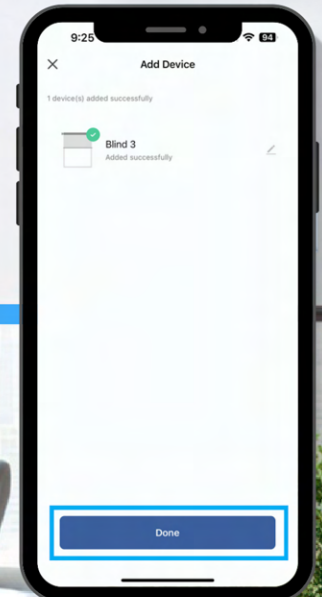 9:25
94
Add Device
1 device(s) added successfully
Blind 3
Added successfully
Done